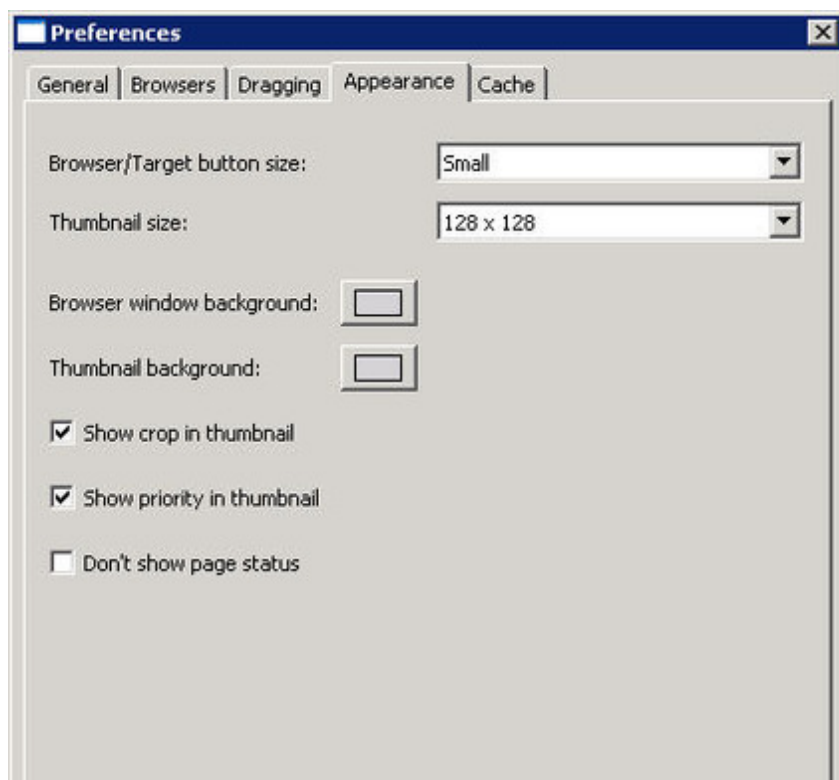 Preferences
General Browsers Dragging Appearance Cache
Browser/Target button size: Small
Thumbnail size: 128 x 128
Browser window background:
Thumbnail background:
Show crop in thumbnail
Show priority in thumbnail
Don't show page status